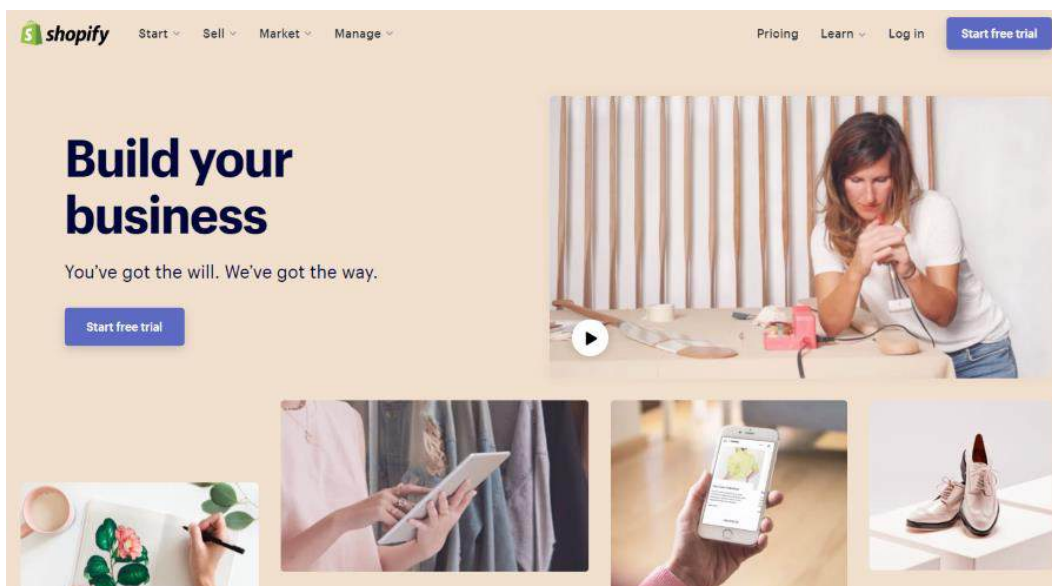 shopify
Start
Sell
Market
Manage
Pricing
Learn
Log in
Start free trial
Build your
business
You've got the will. We've got the way.
Start free trial